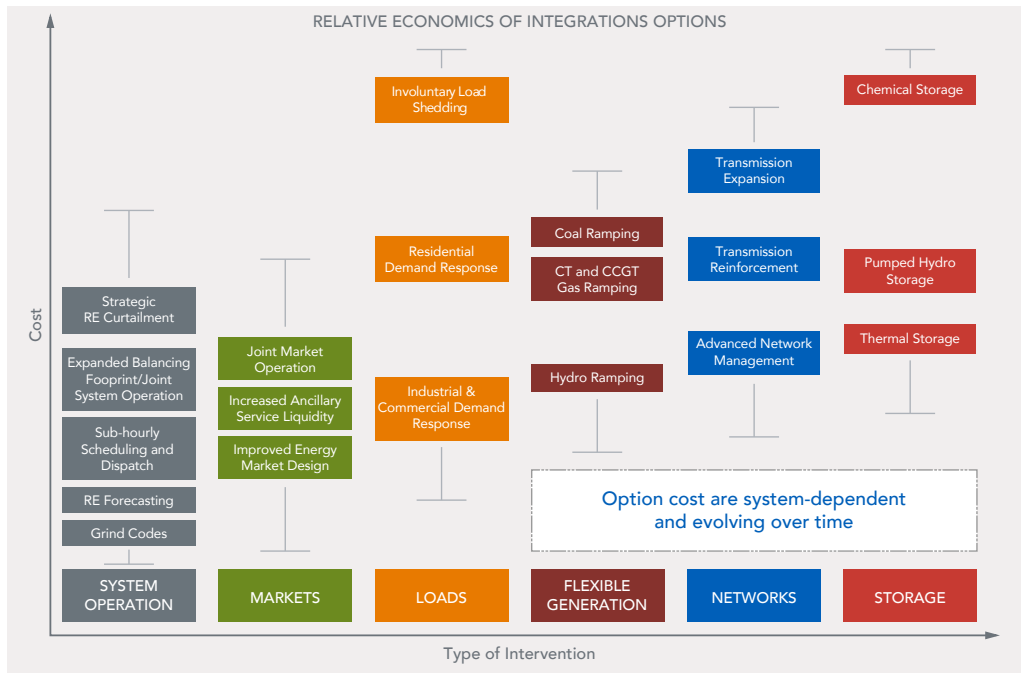 RELATIVE ECONOMICS OF INTEGRATIONS OPTIONS
Cost
Strategic
RE Curtailment
Expanded Balancing
Fooprint/Joint
System Operation
Sub-hourly
Scheduling and
Dispatch
RE Forecasting
Grind Codes
SYSTEM
OPERATION
Joint Market
Operation
Increased Ancillary
Service Liquidity
Improved Energy
Market Design
MARKETS
Involuntary Load
Shedding
Residential
Demand Response
Industrial &
Commercial Demand
Response
LOADS
Coal Ramping
CT and CCGT
Gas Ramping
Hydro Ramping
FLEXIBLE
GENERATION
Transmission
Expansion
Transmission
Reinforcement
Advanced Network
Management
NETWORKS
Chemical Storage
Pumped Hydro
Storage
Thermal Storage
STORAGE
Option cost are system-dependent
and evolving over time
Type of Intervention